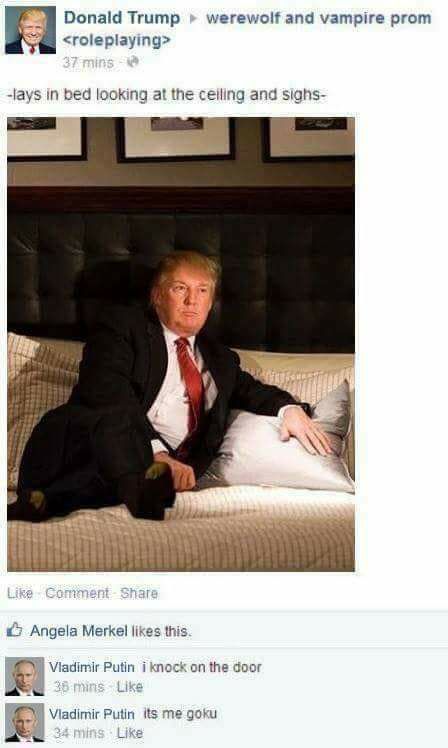 Donald Trump ▸ werewolf and vampire prom
<roleplaying>
37 mins ·
-lays in bed looking at the ceiling and sighs-
Like · Comment · Share
Angela Merkel likes this.
Vladimir Putin i knock on the door
36 mins · Like
Vladimir Putin its me goku
34 mins · Like